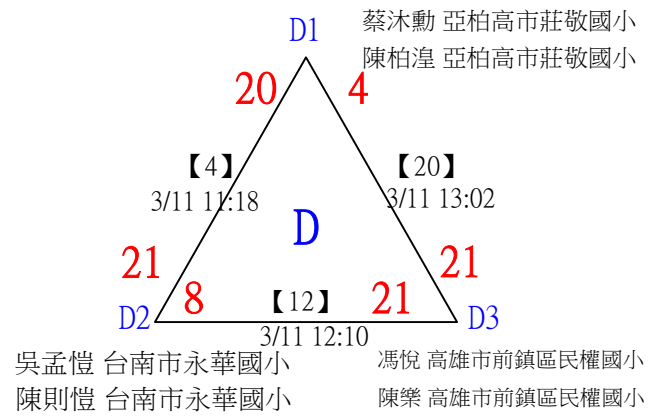 D1
蔡沐勳 亞柏高市莊敬國小
陳柏湟 亞柏高市莊敬國小
20
4
【4】
3/11 11:18
【20】
3/11 13:02
D
21
21
8
【12】
21
D2
D3
3/11 12:10
吳孟愷 台南市永華國小
陳則愷 台南市永華國小
馮悅 高雄市前鎮區民權國小
陳樂 高雄市前鎮區民權國小